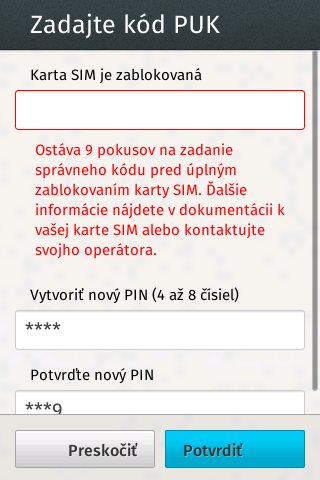 Zadajte kód PUK
Karta SIM je zablokovaná
Ostáva 9 pokusov na zadanie
správneho kódu pred úplným
zablokovaním karty SIM. Ďalšie
informácie nájdete v dokumentácii k
vašej karte SIM alebo kontaktujte
svojho operátora.
Vytvoriť nový PIN (4 až 8 čísiel)
****
Potvrďte nový PIN
***9
Preskočiť
Potvrdiť